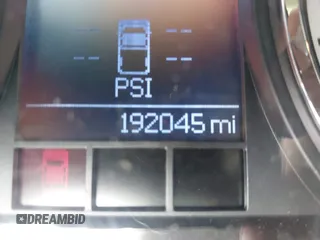 -- --
-- --
PSI
192045 mi
DREAMBID